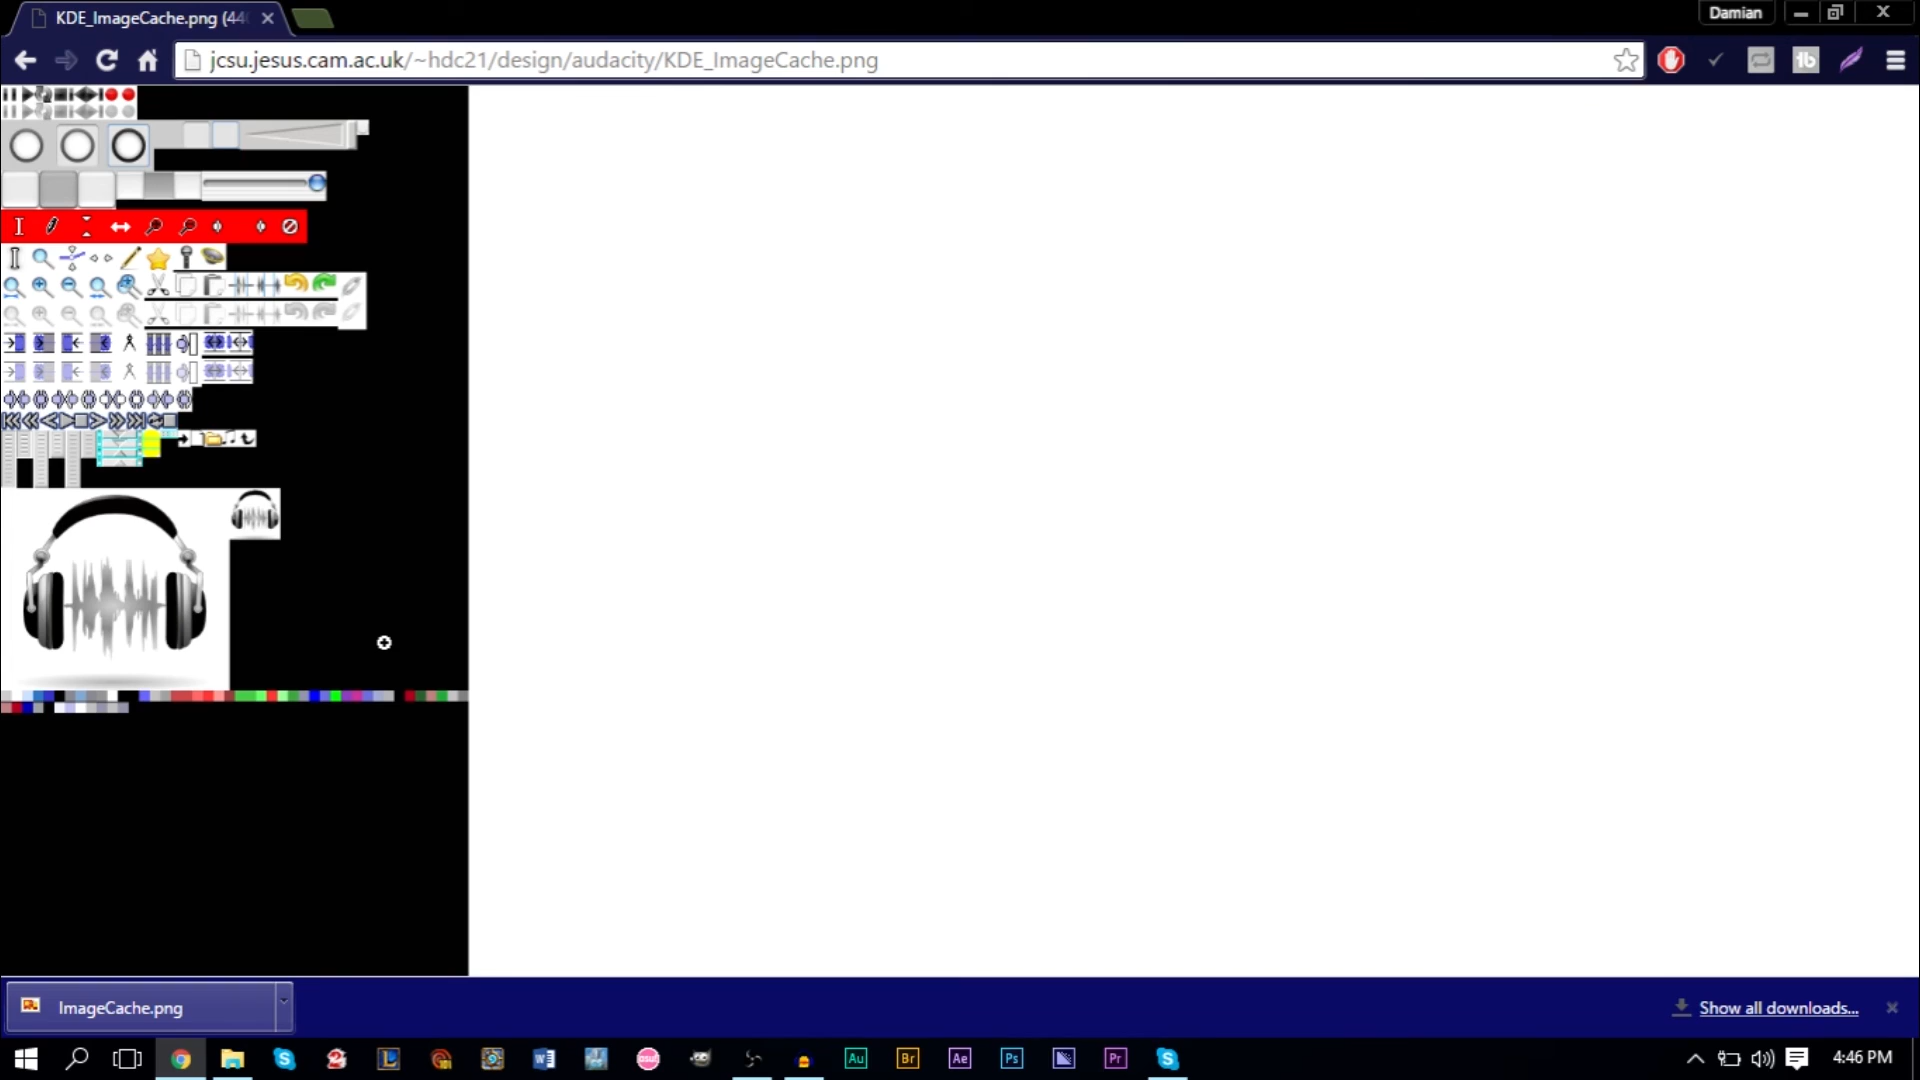 KDE_ImageCache.png (44
Damian
jcsu.jesus.cam.ac.uk/~hdc21/design/audacity/KDE_ImageCache.png
ImageCache.png
Show all downloads...
W
Au
Br
Ae
Ps
Pr
4:46 PM